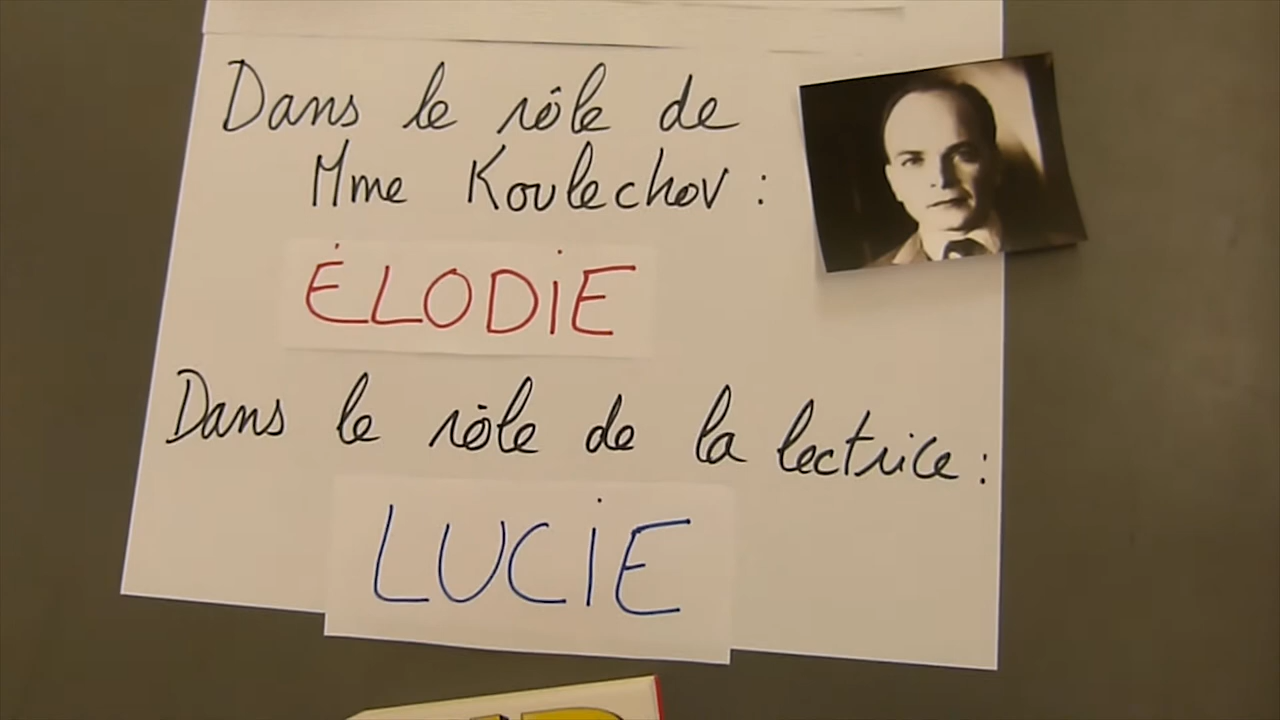 Dans le rôle de
Mme Koulechov :
ÉLODIE
Dans le rôle de la lectrice :
LUCIE